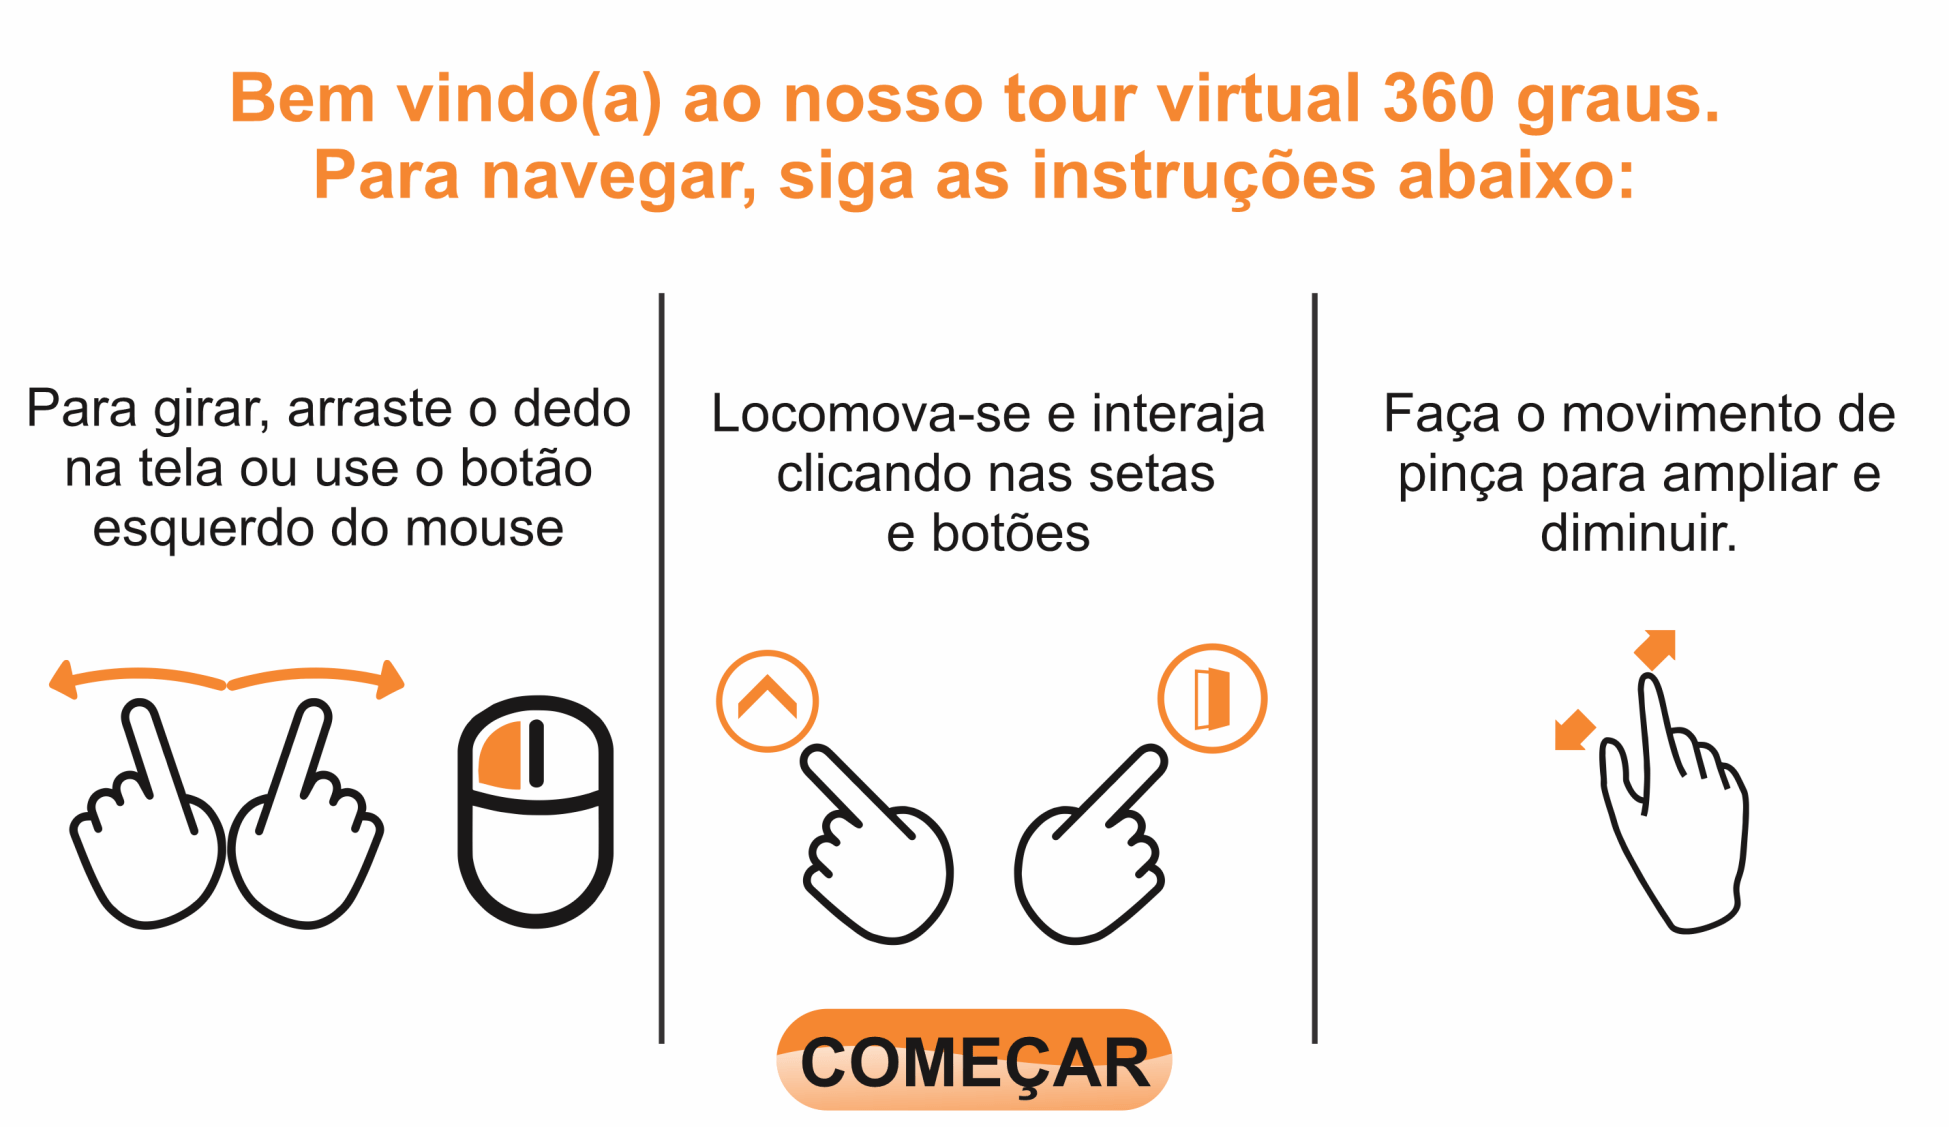 Bem vindo(a) ao nosso tour virtual 360 graus.
Para navegar, siga as instruções abaixo:
Para girar, arraste o dedo
na tela ou use o botão
esquerdo do mouse
Locomova-se e interaja
clicando nas setas
e botões
Faça o movimento de
pinça para ampliar e
diminuir.
COMEÇAR